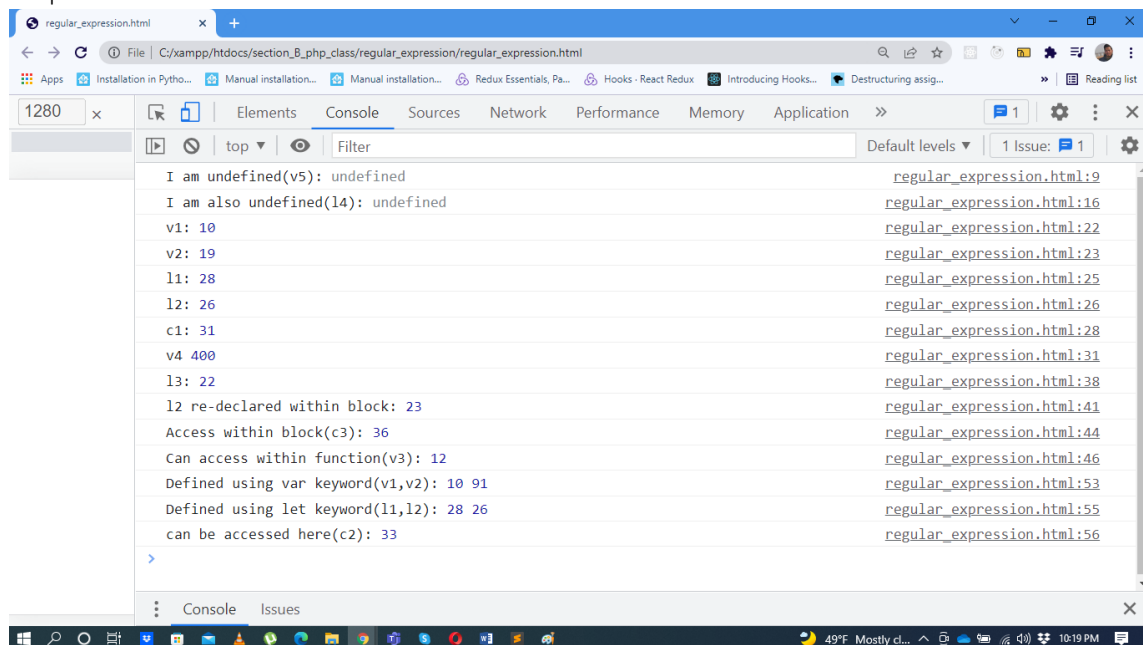 regular_expression.html
File | C:/xampp/htdocs/section_B_php_class/regular_expression/regular_expression.html
Apps Installation in Pytho... Manual installation... Manual installation... Redux Essentials, Pa... Hooks - React Redux Introducing Hooks... Destructuring assig... » Reading list
1280 × Elements Console Sources Network Performance Memory Application » 1
top ▼ Filter Default levels ▼ 1 Issue: 1
I am undefined(v5): undefined regular_expression.html:9
I am also undefined(l4): undefined regular_expression.html:16
v1: 10 regular_expression.html:22
v2: 19 regular_expression.html:23
l1: 28 regular_expression.html:25
l2: 26 regular_expression.html:26
c1: 31 regular_expression.html:28
v4 400 regular_expression.html:31
l3: 22 regular_expression.html:38
l2 re-declared within block: 23 regular_expression.html:41
Access within block(c3): 36 regular_expression.html:44
Can access within function(v3): 12 regular_expression.html:46
Defined using var keyword(v1,v2): 10 91 regular_expression.html:53
Defined using let keyword(l1,l2): 28 26 regular_expression.html:55
can be accessed here(c2): 33 regular_expression.html:56
>
Console Issues
49°F Mostly cl... 10:19 PM